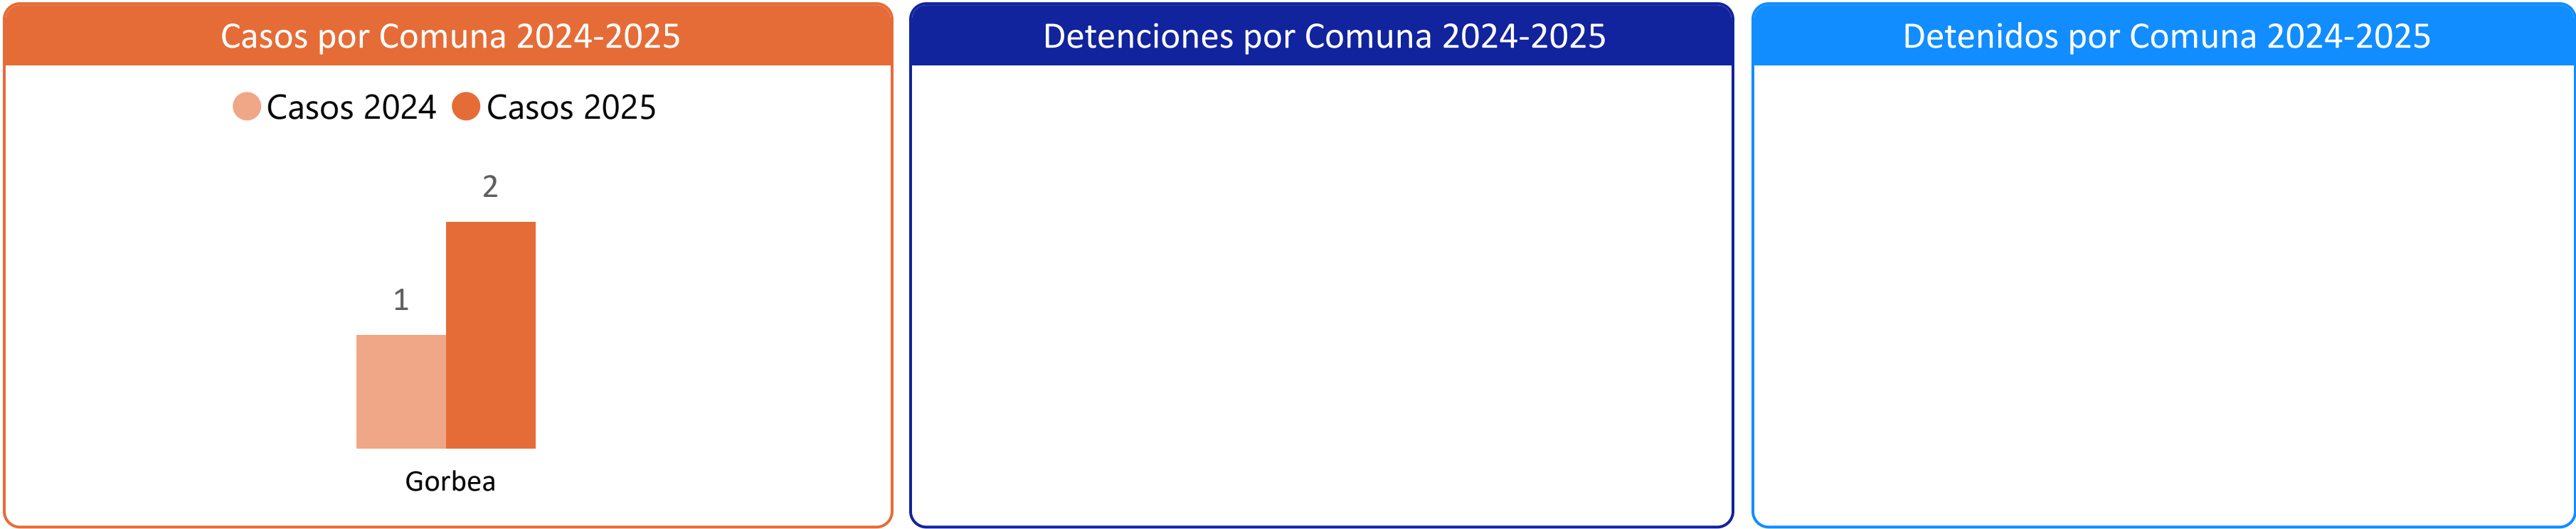 Casos por Comuna 2024-2025
Casos 2024 Casos 2025
2
1
Gorbea
Detenciones por Comuna 2024-2025
Detenidos por Comuna 2024-2025